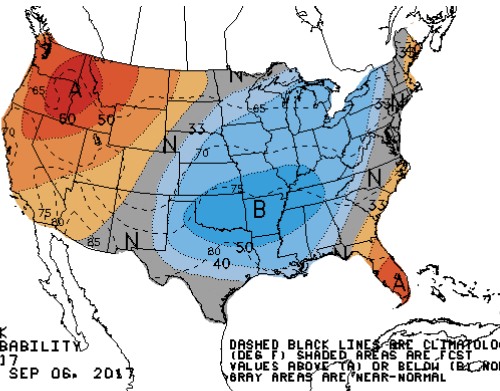 33
N
65
A
60
50
33
N
N
65
70
N
70
75
N
33
B
75
80
85
N
80
50
40
N
A
K
BABILITY
17
SEP 06. 2017
DASHED BLACK LINES ARE CLIMATOLO
(DEG F) SHADED AREAS ARE FCST
VALUES ABOVE (A) OR BELOW (B) NO
GRAY AREAS ARE NEAR-NORMAL